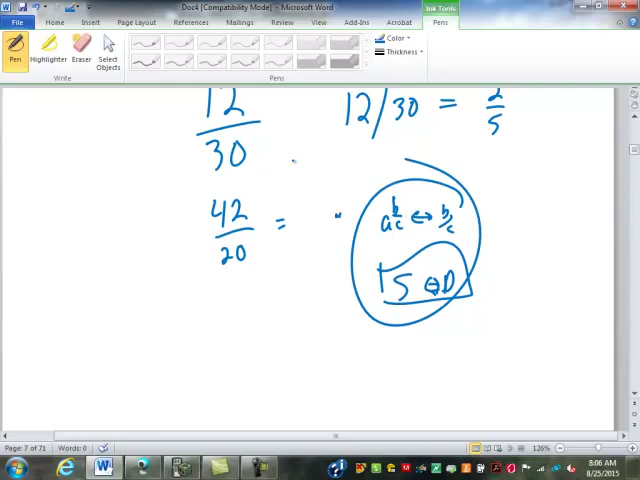 Doc4 [Compatibility Mode] - Microsoft Word
Ink Tools
File Home Insert Page Layout References Mailings Review View Add-Ins Acrobat Pens
Pen Highlighter Eraser Select Objects
Color
Thickness
Write Pens
12
30
12/30 = 2/5
42
20
=
a b/c ⇔ b/c
S ⇔ D
Page: 7 of 71 Words: 0 126%
8:06 AM
8/25/2015